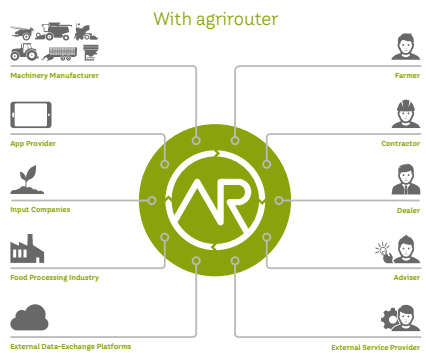 With agrirouter
Machinery Manufacturer
Farmer
App Provider
Contractor
Input Companies
Dealer
Food Processing Industry
Adviser
External Data-Exchange Platforms
External Service Provider
AR